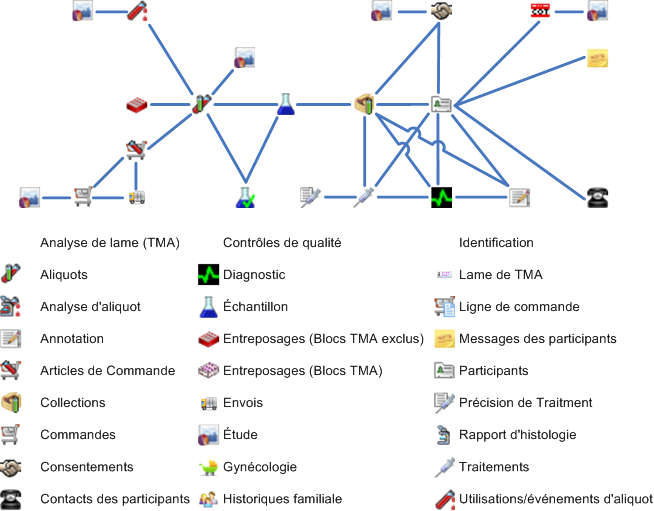 Analyse de lame (TMA) Contrôles de qualité Identification
Aliquots Diagnostic Lame de TMA
Analyse d'aliquot Échantillon Ligne de commande
Annotation Entreposages (Blocs TMA exclus) Messages des participants
Articles de Commande Entreposages (Blocs TMA) Participants
Collections Envois Précision de Traitment
Commandes Étude Rapport d'histologie
Consentements Gynécologie Traitements
Contacts des participants Historiques familiale Utilisations/événements d'aliquot